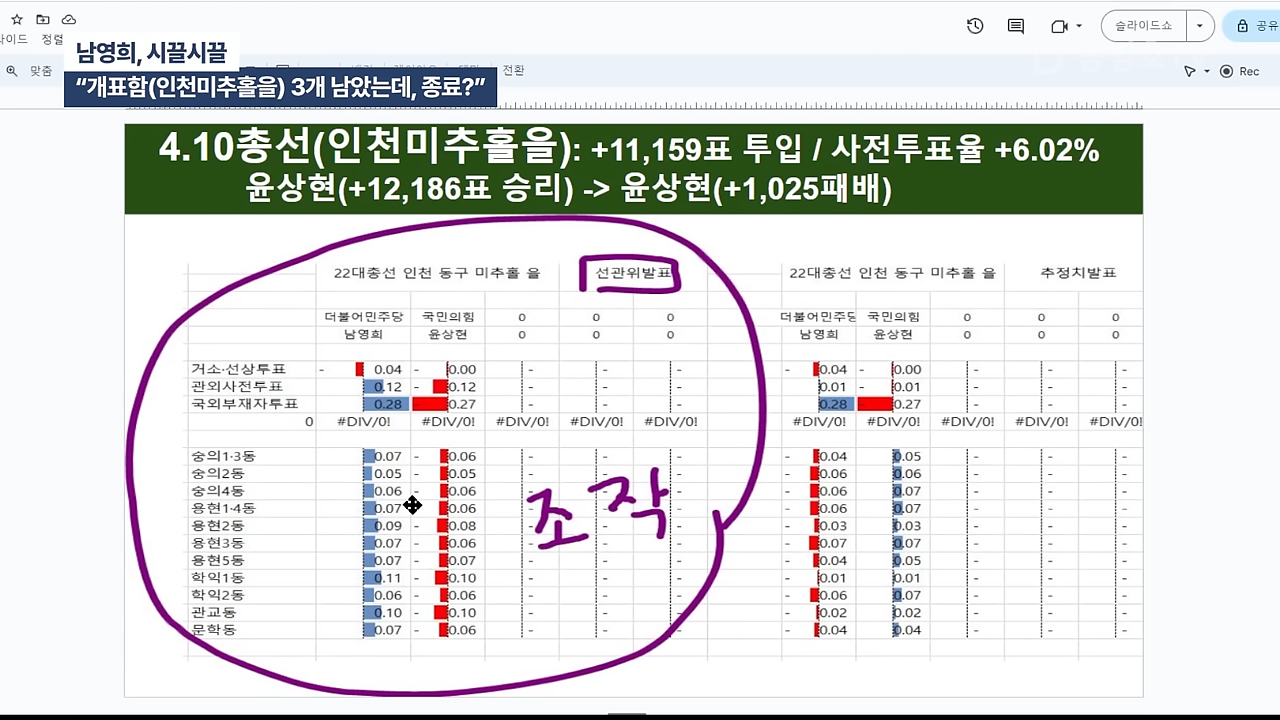 라이드
정렬
슬라이드쇼
공유
맞춤
전환
Rec
남영희, 시끌시끌
“개표함(인천미추홀을) 3개 남았는데, 종료?”
4.10총선(인천미추홀을): +11,159표 투입 / 사전투표율 +6.02%
윤상현(+12,186표 승리) -> 윤상현(+1,025패배)
22대총선 인천 동구 미추홀 을 선관위발표 22대총선 인천 동구 미추홀 을 추정치발표
더불어민주당 국민의힘 0 0 0 더불어민주당 국민의힘 0 0 0
남영희 윤상현 0 0 0 남영희 윤상현 0 0 0
거소·선상투표 - 0.04 - 0.00 - - - - 0.04 - 0.00 - - -
관외사전투표 0.12 - 0.12 - - - 0.01 - 0.01 - - -
국외부재자투표 0.28 - 0.27 - - - 0.28 - 0.27 - - -
0 #DIV/0! #DIV/0! #DIV/0! #DIV/0! #DIV/0! #DIV/0! #DIV/0! #DIV/0! #DIV/0! #DIV/0!
숭의1·3동 0.07 - 0.06 - - - - 0.04 0.05 - - -
숭의2동 0.05 - 0.05 - - - - 0.06 0.06 - - -
숭의4동 0.06 - 0.06 - - - - 0.06 0.07 - - -
용현1·4동 0.07 - 0.06 - - - - 0.06 0.07 - - -
용현2동 0.09 - 0.08 - - - - 0.03 0.03 - - -
용현3동 0.07 - 0.06 - - - - 0.07 0.07 - - -
용현5동 0.07 - 0.07 - - - - 0.04 0.05 - - -
학익1동 0.11 - 0.10 - - - - 0.01 0.01 - - -
학익2동 0.06 - 0.06 - - - - 0.06 0.07 - - -
관교동 0.10 - 0.10 - - - - 0.02 0.02 - - -
문학동 0.07 - 0.06 - - - - 0.04 0.04 - - -
조작